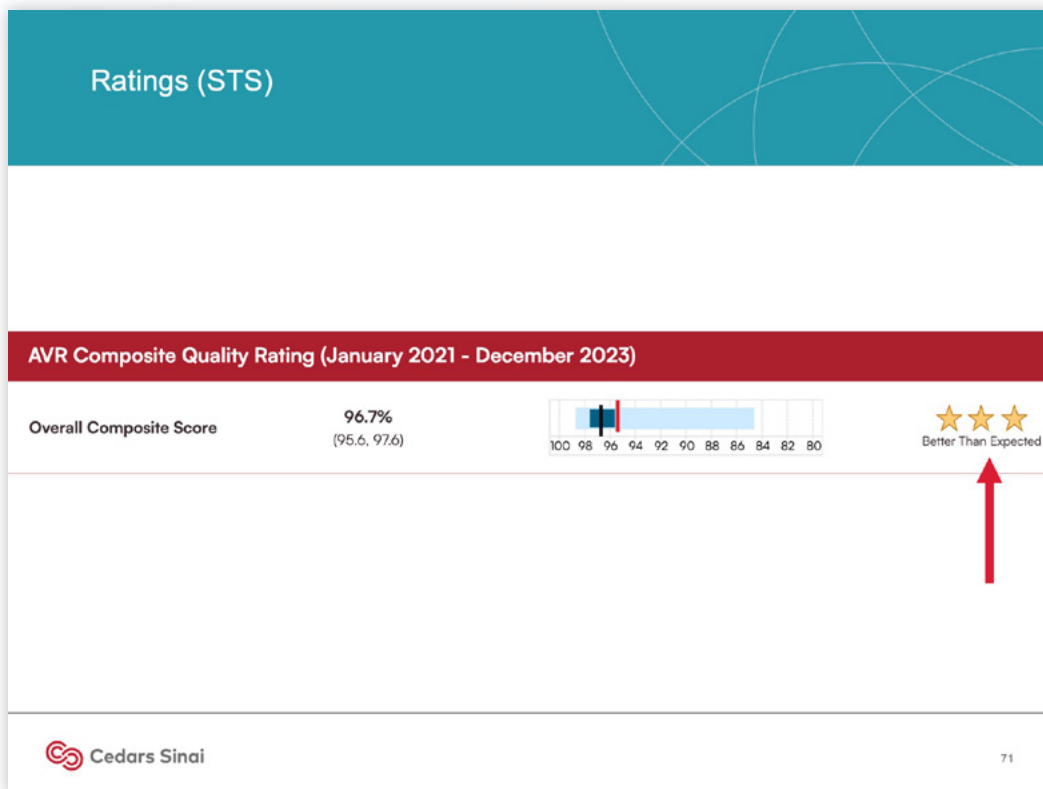 Ratings (STS)
AVR Composite Quality Rating (January 2021 - December 2023)
Overall Composite Score
96.7%
(95.6, 97.6)
100 98 96 94 92 90 88 86 84 82 80
Better Than Expected
Cedars Sinai
71